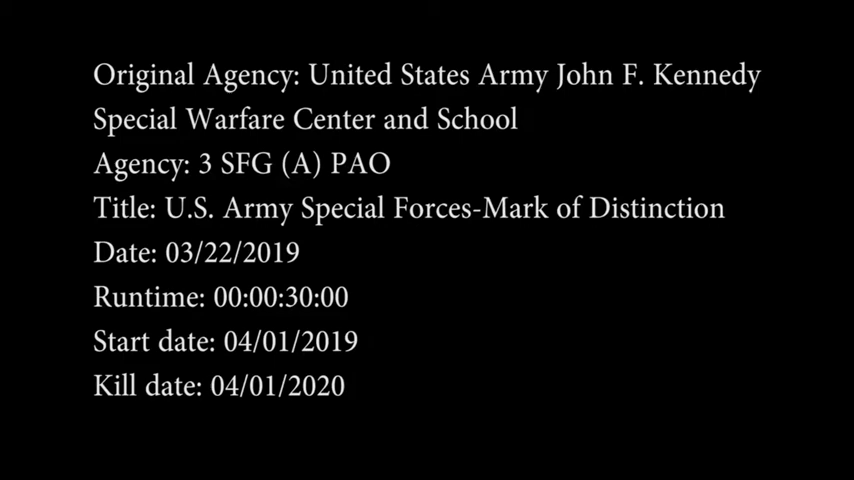 Original Agency: United States Army John F. Kennedy
Special Warfare Center and School
Agency: 3 SFG (A) PAO
Title: U.S. Army Special Forces-Mark of Distinction
Date: 03/22/2019
Runtime: 00:00:30:00
Start date: 04/01/2019
Kill date: 04/01/2020